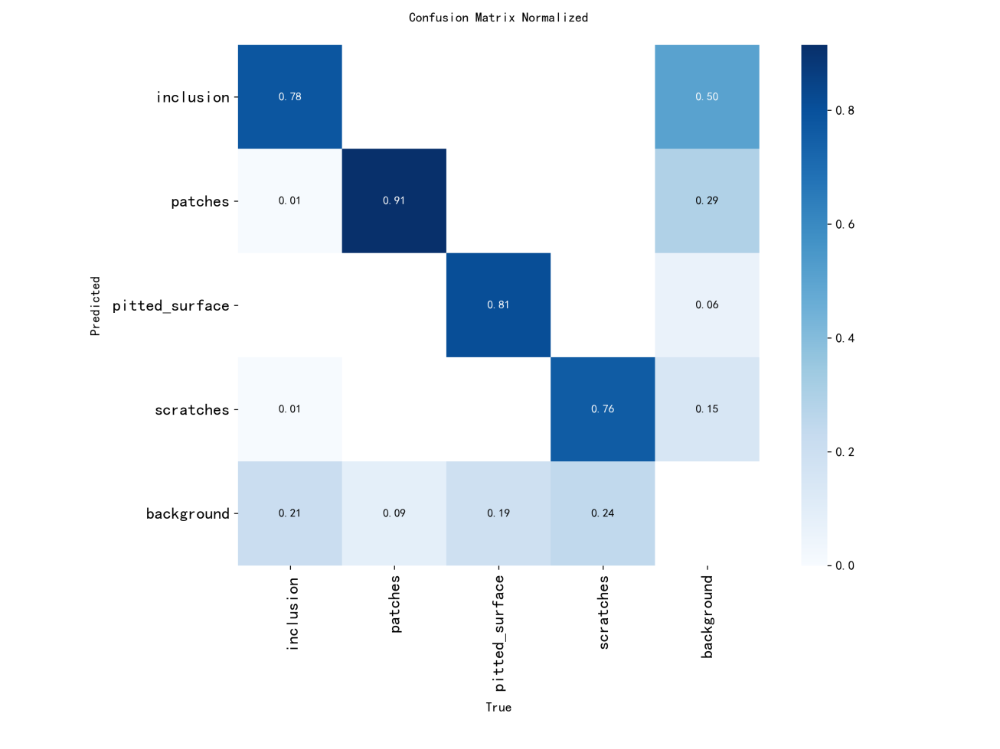 Confusion Matrix Normalized
inclusion
0.78
0.50
patches
0.01
0.91
0.29
pitted_surface
0.81
0.06
scratches
0.01
0.76
0.15
background
0.21
0.09
0.19
0.24
Predicted
inclusion
patches
pitted_surface
scratches
background
True
0.8
0.6
0.4
0.2
0.0